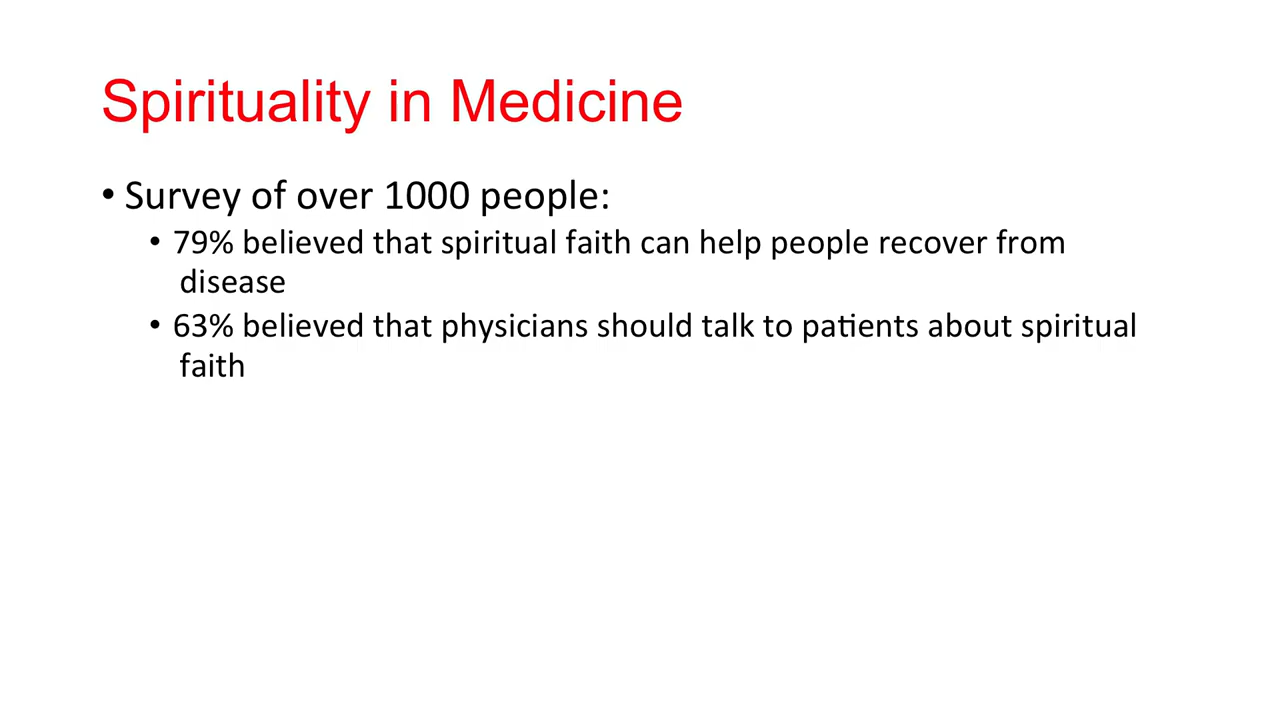 Spirituality in Medicine
• Survey of over 1000 people:
• 79% believed that spiritual faith can help people recover from
disease
• 63% believed that physicians should talk to patients about spiritual
faith